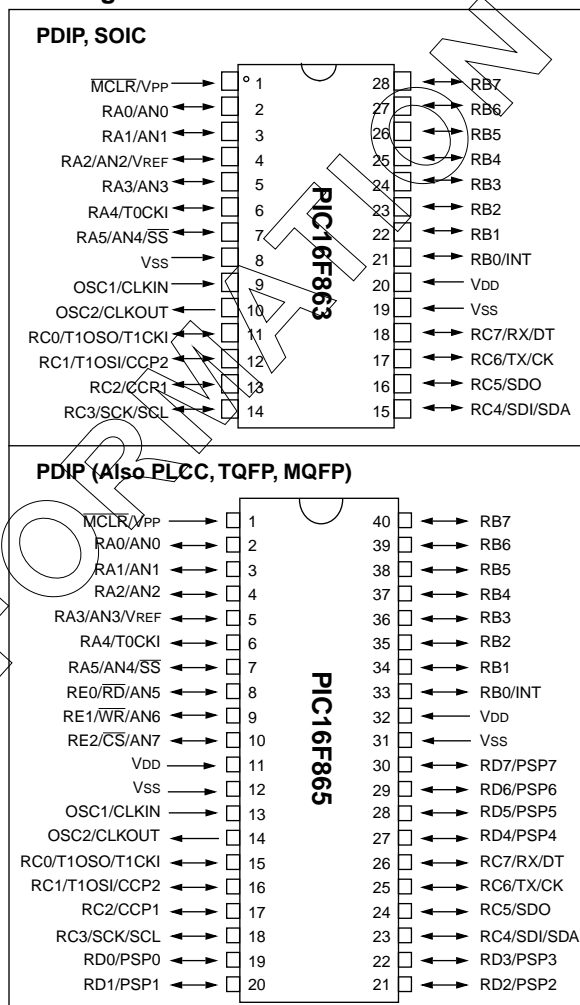 PDIP, SOIC
MCLR/VPP 1 28 RB7
RA0/AN0 2 27 RB6
RA1/AN1 3 26 RB5
RA2/AN2/VREF 4 25 RB4
RA3/AN3 5 24 RB3
RA4/T0CKI 6 23 RB2
RA5/AN4/SS 7 22 RB1
VSS 8 21 RB0/INT
OSC1/CLKIN 9 20 VDD
OSC2/CLKOUT 10 19 VSS
RC0/T1OSO/T1CKI 11 18 RC7/RX/DT
RC1/T1OSI/CCP2 12 17 RC6/TX/CK
RC2/CCP1 13 16 RC5/SDO
RC3/SCK/SCL 14 15 RC4/SDI/SDA
PIC16F863
PDIP (Also PLCC, TQFP, MQFP)
MCLR/VPP 1 40 RB7
RA0/AN0 2 39 RB6
RA1/AN1 3 38 RB5
RA2/AN2 4 37 RB4
RA3/AN3/VREF 5 36 RB3
RA4/T0CKI 6 35 RB2
RA5/AN4/SS 7 34 RB1
RE0/RD/AN5 8 33 RB0/INT
RE1/WR/AN6 9 32 VDD
RE2/CS/AN7 10 31 VSS
VDD 11 30 RD7/PSP7
VSS 12 29 RD6/PSP6
OSC1/CLKIN 13 28 RD5/PSP5
OSC2/CLKOUT 14 27 RD4/PSP4
RC0/T1OSO/T1CKI 15 26 RC7/RX/DT
RC1/T1OSI/CCP2 16 25 RC6/TX/CK
RC2/CCP1 17 24 RC5/SDO
RC3/SCK/SCL 18 23 RC4/SDI/SDA
RD0/PSP0 19 22 RD3/PSP3
RD1/PSP1 20 21 RD2/PSP2
PIC16F865
ORMATION